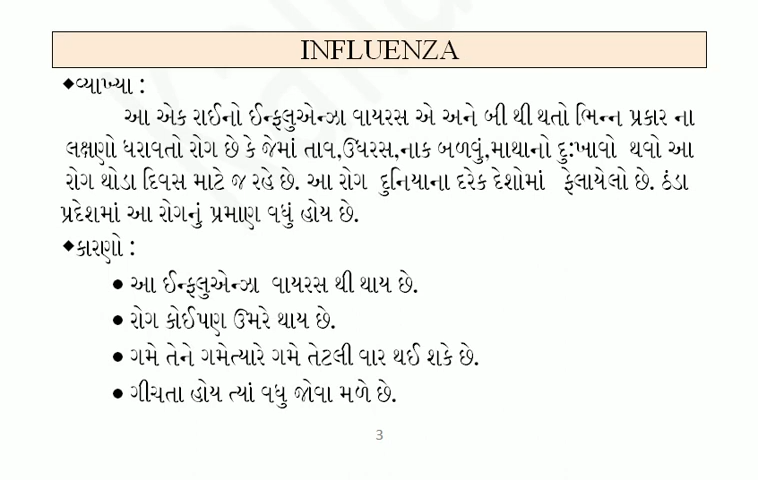 INFLUENZA
◆વ્યાખ્યા :
આ એક રાઈનો ઈન્ફલુએન્ઝા વાયરસ એ અને બી થી થતો ભિન્ન પ્રકાર ના
લક્ષણો ધરાવતો રોગ છે કે જેમાં તાવ,ઉધરસ,નાક બળવું,માથાનો દુ:ખાવો થવો આ
રોગ થોડા દિવસ માટે જ રહે છે. આ રોગ દુનિયાના દરેક દેશોમાં ફેલાયેલો છે. ઠંડા
પ્રદેશમાં આ રોગનું પ્રમાણ વધું હોય છે.
◆કારણો :
● આ ઈન્ફલુએન્ઝા વાયરસ થી થાય છે.
● રોગ કોઈપણ ઉમરે થાય છે.
● ગમે તેને ગમેત્યારે ગમે તેટલી વાર થઈ શકે છે.
● ગીચતા હોય ત્યાં વધુ જોવા મળે છે.
3